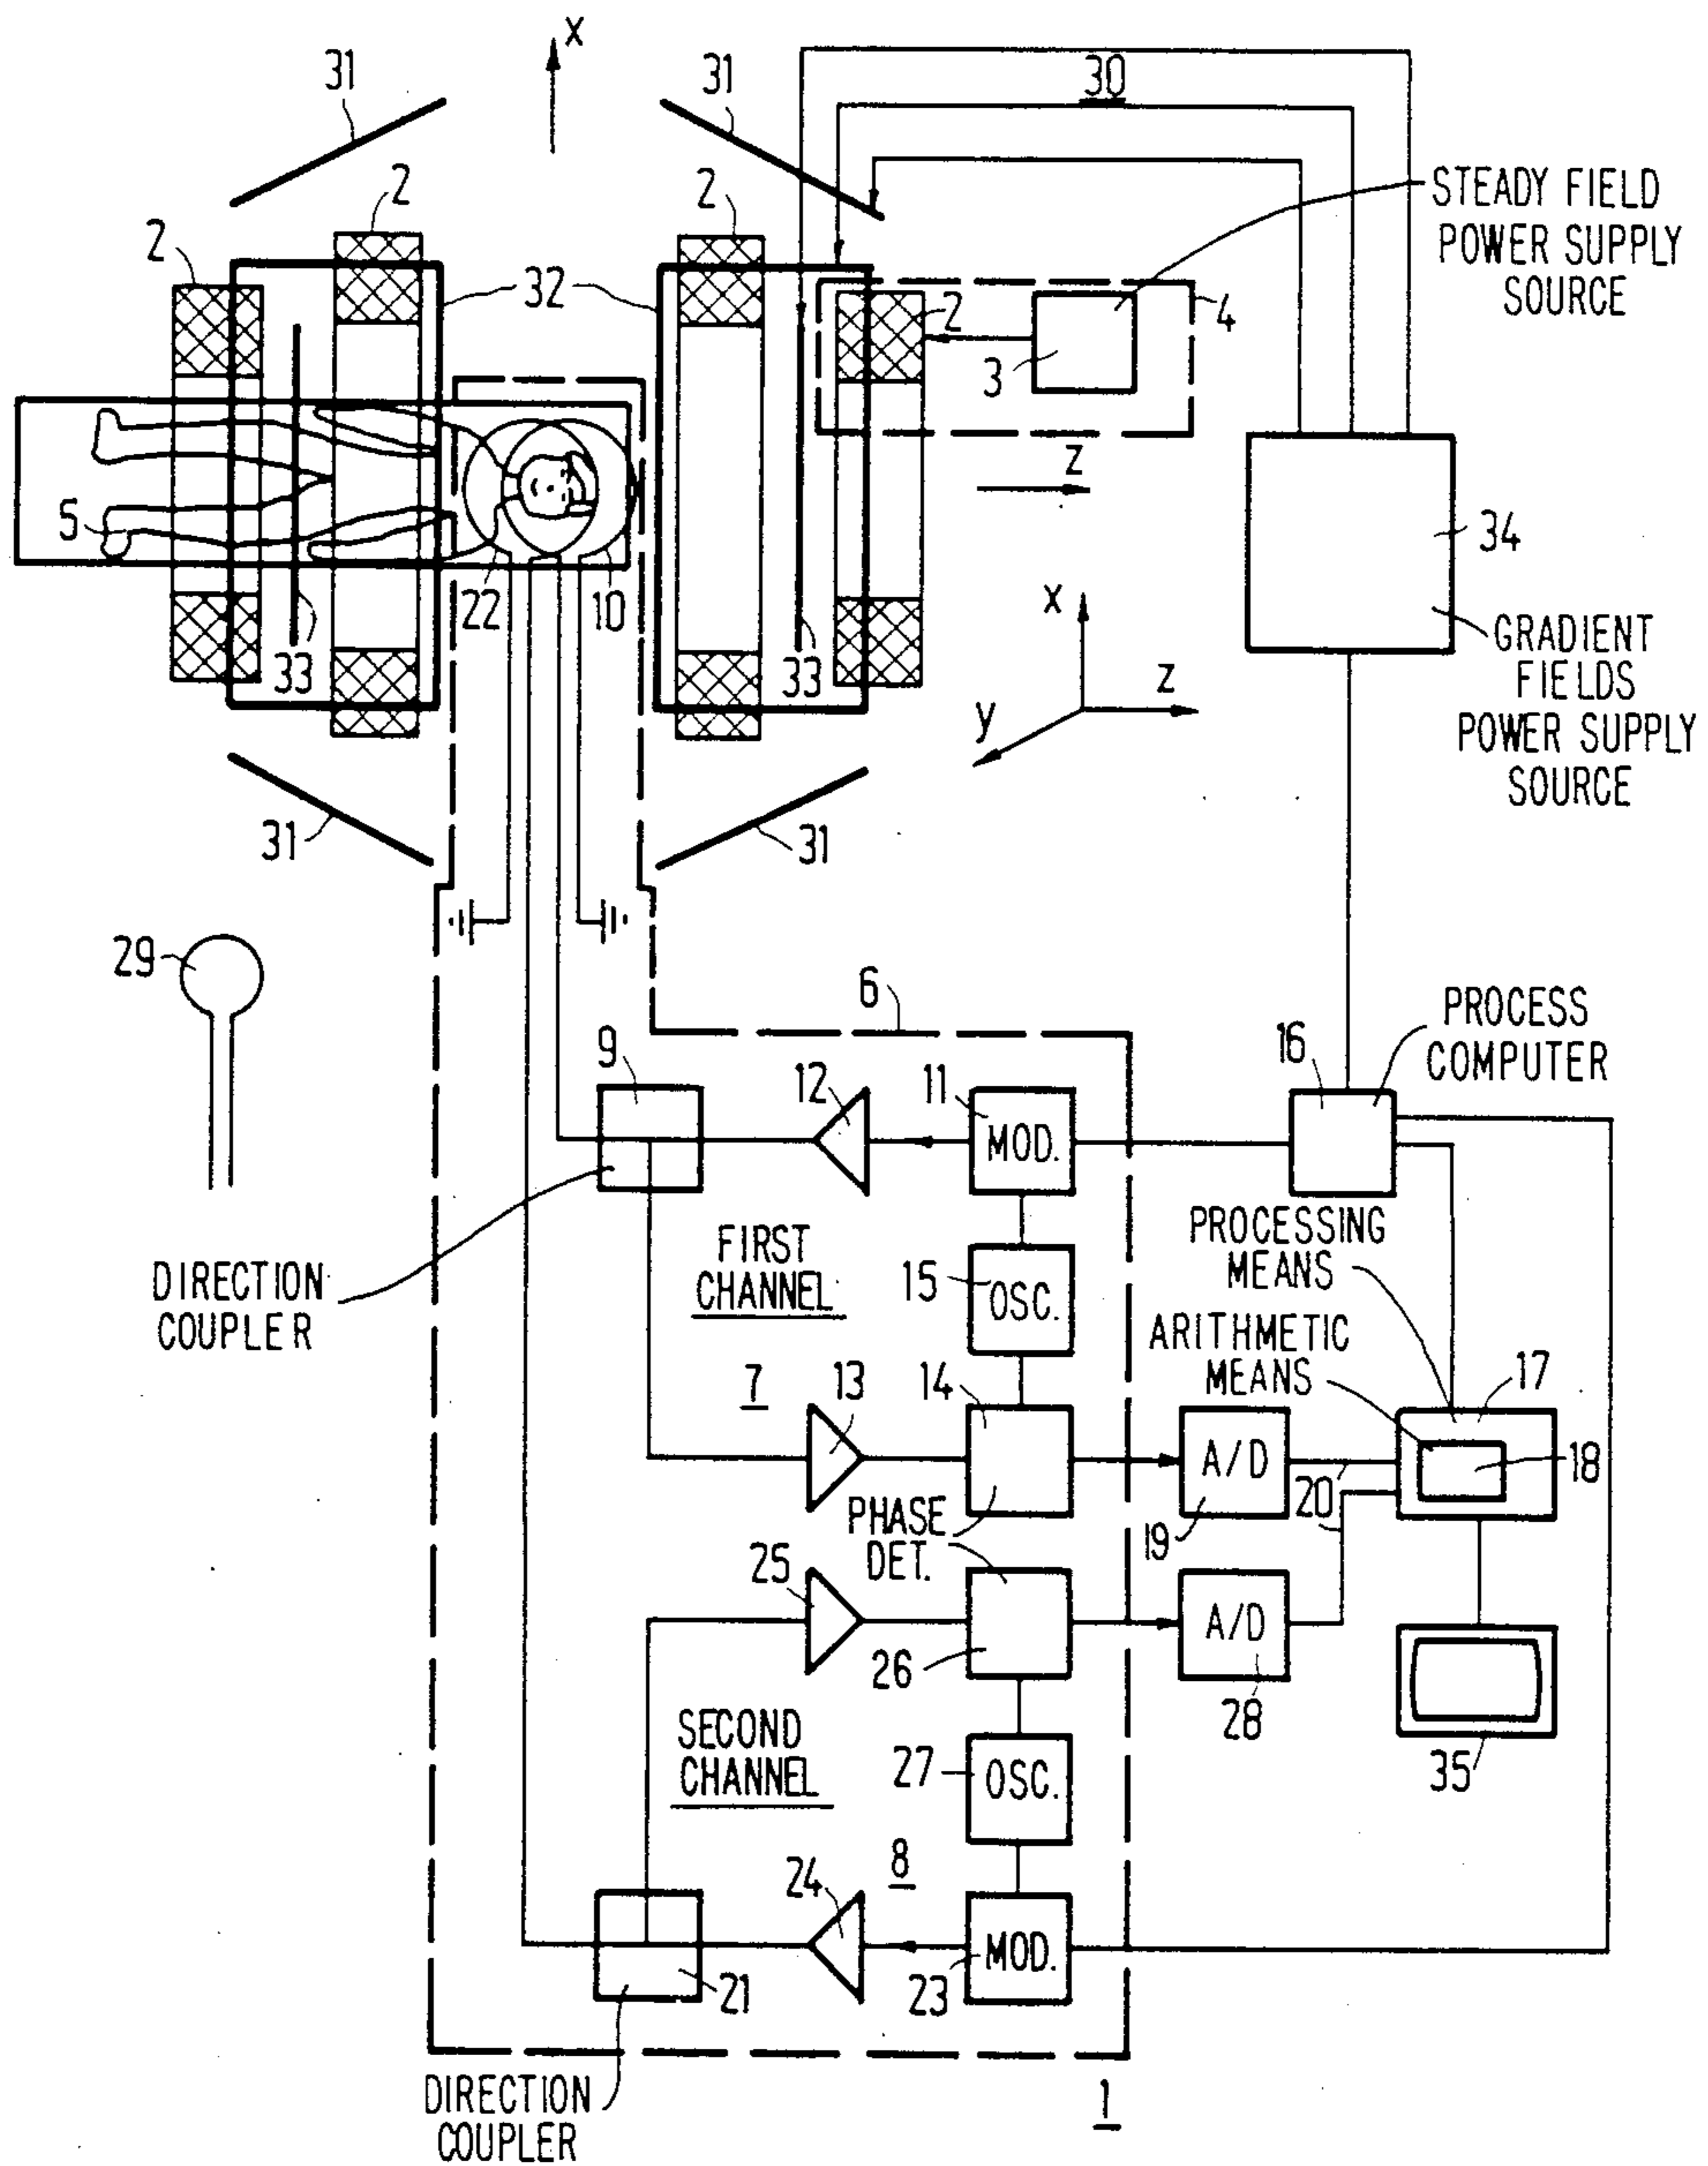 X
31
31
30
2
2
2
STEADY FIELD
POWER SUPPLY
SOURCE
32
2
4
3
Z
5
34
22
10
X
33
33
Z
y
GRADIENT
FIELDS
POWER SUPPLY
SOURCE
31
31
29
6
PROCESS
COMPUTER
9
12
11
16
MOD.
PROCESSING
MEANS
FIRST
CHANNEL
DIRECTION
COUPLER
15
OSC.
ARITHMETIC
MEANS
7
13
14
17
A/D
18
20
PHASE
DET.
19
25
A/D
26
28
SECOND
CHANNEL
27
OSC.
35
8
24
MOD.
21
23
DIRECTION
COUPLER
1